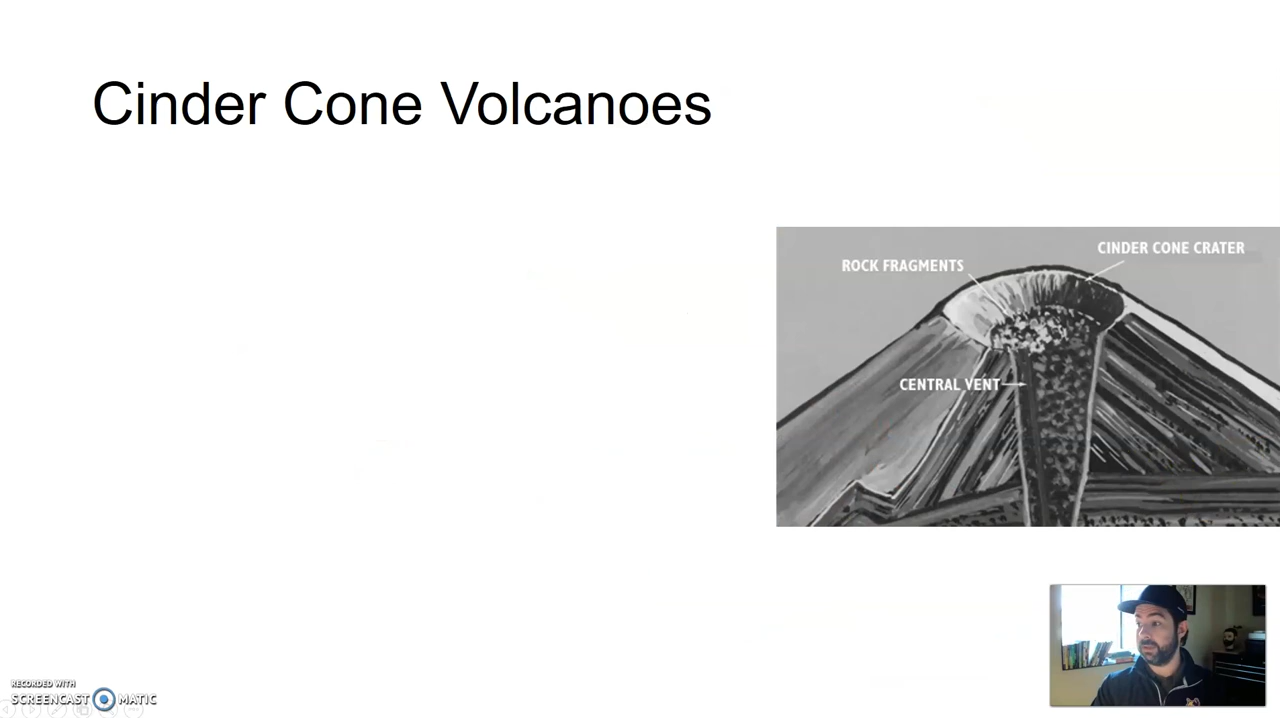 Cinder Cone Volcanoes
CINDER CONE CRATER
ROCK FRAGMENTS
CENTRAL VENT
RECORDED WITH
SCREENCAST MATIC